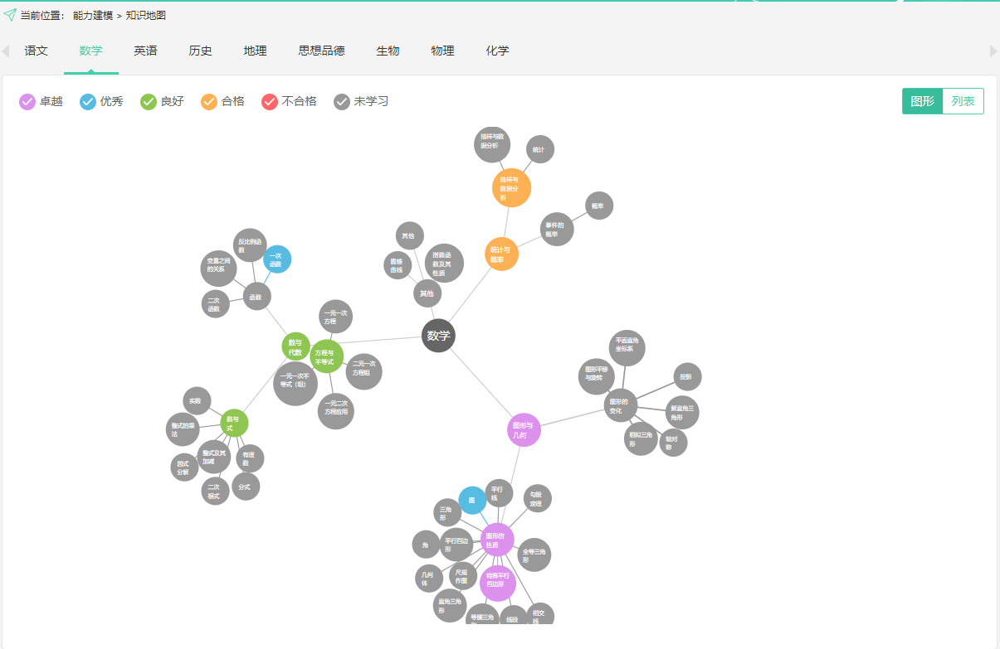 当前位置： 能力建模 > 知识地图
语文 数学 英语 历史 地理 思想品德 生物 物理 化学
卓越 优秀 良好 合格 不合格 未学习 图形 列表
抽样与数
据分析
统计
抽样与
数据分
析
概率
事件的
概率
统计与
概率
其他
圆锥
曲线
指数函
数及其
性质
其他
反比例函
数
一次
函数
变量之间
的关系
二次
函数
函数
数学
一元一次
方程
数与
代数
方程与
不等式
二元一次
方程组
一元一次不
等式（组）
一元二次
方程应用
平面直角
坐标系
图形平移
与旋转
投影
图形的
变化
解直角三
角形
相似三角
形
轴对
称
实数
数与
式
整式的乘
法
整式及其
加减
有理
数
因式
分解
二次
根式
分式
图形与
几何
平行
线
圆
勾股
定理
三角
形
图形的
性质
角
平行四边
形
全等三角
形
几何
体
尺规
作图
特殊平行
四边形
直角三角
形
等腰三角
线段
相交
线